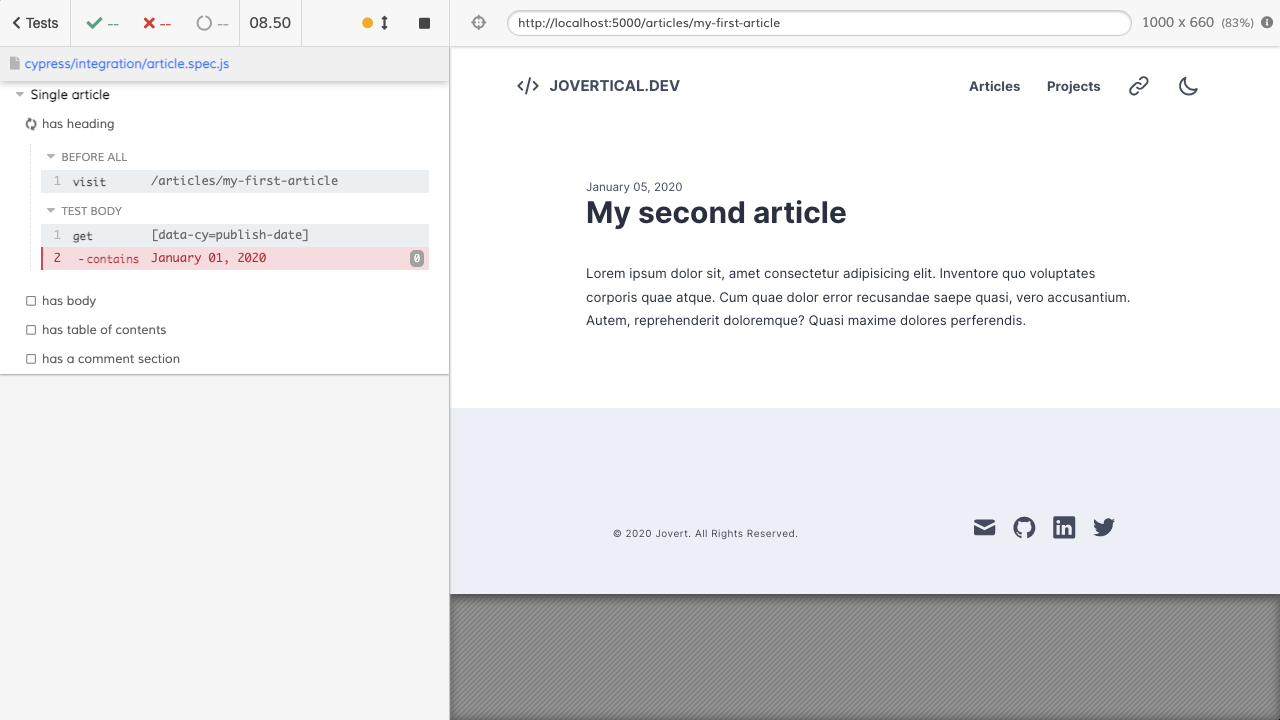 Tests
--
--
--
08.50
http://localhost:5000/articles/my-first-article
1000 x 660 (83%)
cypress/integration/article.spec.js
Single article
has heading
BEFORE ALL
1 visit /articles/my-first-article
TEST BODY
1 get [data-cy=publish-date]
2 -contains January 01, 2020 0
has body
has table of contents
has a comment section
</> JOVERTICAL.DEV
Articles
Projects
January 05, 2020
My second article
Lorem ipsum dolor sit, amet consectetur adipisicing elit. Inventore quo voluptates
corporis quae atque. Cum quae dolor error recusandae saepe quasi, vero accusantium.
Autem, reprehenderit doloremque? Quasi maxime dolores perferendis.
© 2020 Jovert. All Rights Reserved.
in